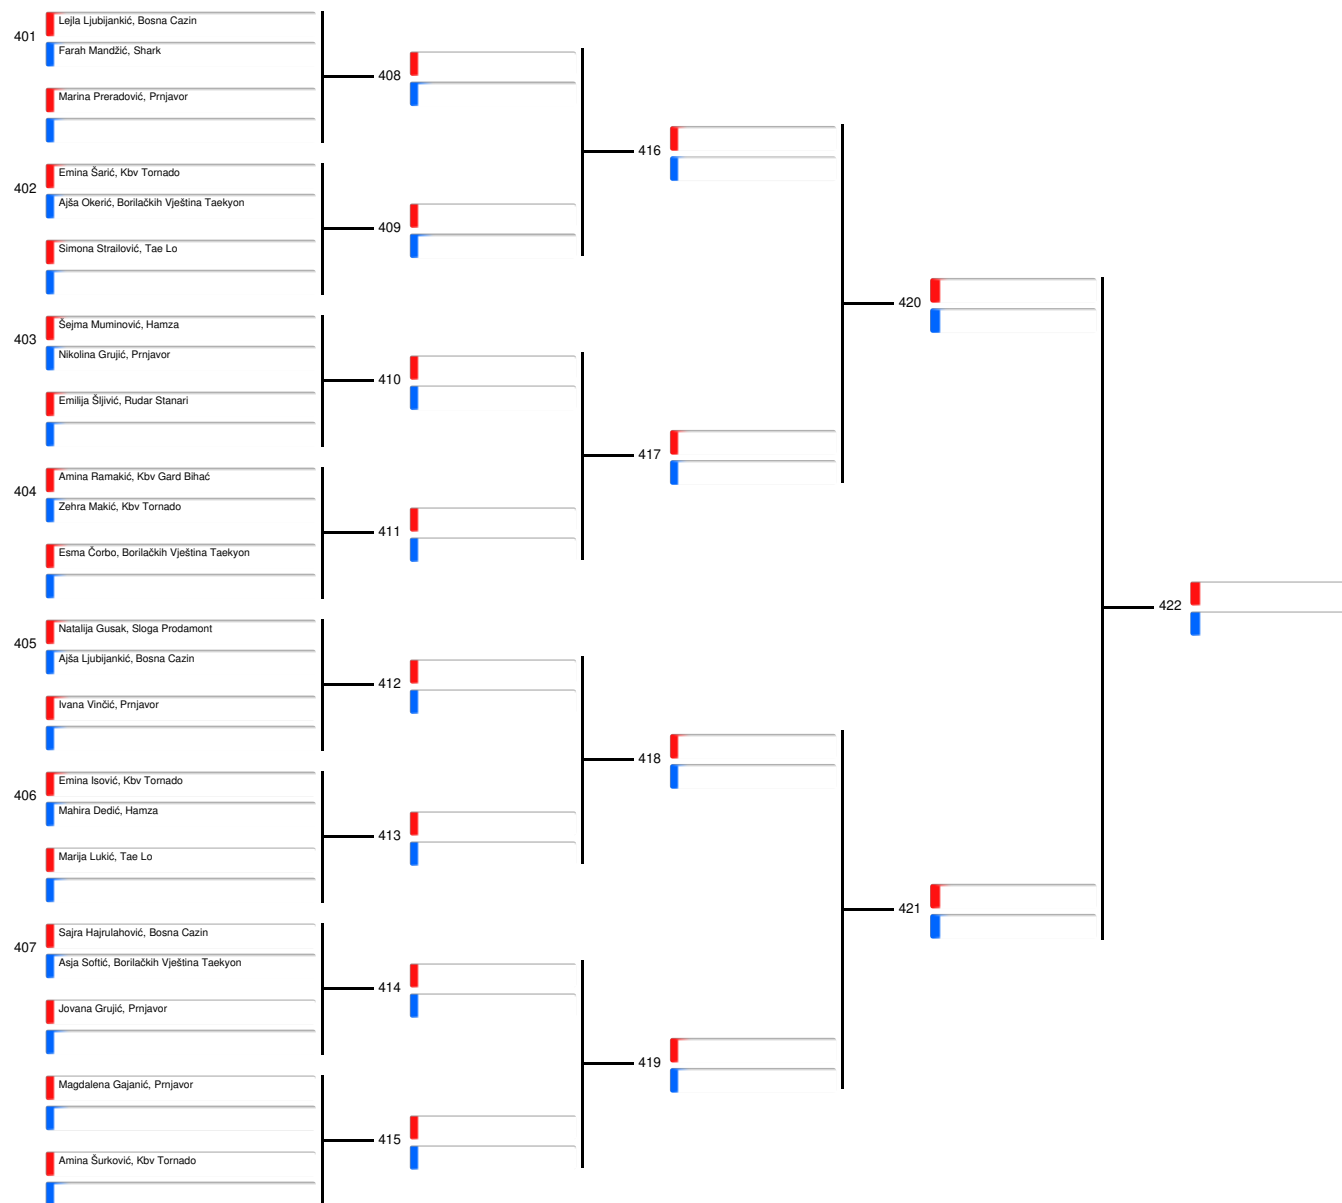 401
Lejla Ljubijankić, Bosna Cazin
Farah Mandžić, Shark
Marina Preradović, Prnjavor
402
Emina Šarić, Kbv Tornado
Ajša Okerić, Borilačkih Vještina Taekyon
Simona Strailović, Tae Lo
403
Šejma Muminović, Hamza
Nikolina Grujić, Prnjavor
Emilija Šljivić, Rudar Stanari
404
Amina Ramakić, Kbv Gard Bihać
Zehra Makić, Kbv Tornado
Esma Čorbo, Borilačkih Vještina Taekyon
405
Natalija Gusak, Sloga Prodamont
Ajša Ljubijankić, Bosna Cazin
Ivana Vinčić, Prnjavor
406
Emina Isović, Kbv Tornado
Mahira Dedić, Hamza
Marija Lukić, Tae Lo
407
Sajra Hajrulahović, Bosna Cazin
Asja Softić, Borilačkih Vještina Taekyon
Jovana Grujić, Prnjavor
Magdalena Gajanić, Prnjavor
Amina Šurković, Kbv Tornado
408
409
410
411
412
413
414
415
416
417
418
419
420
421
422